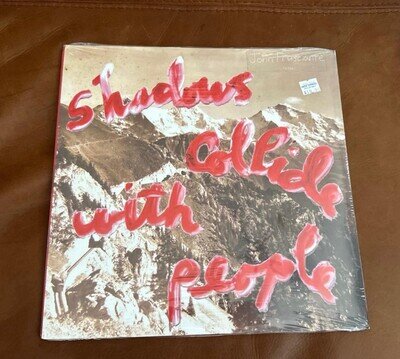 John Frusciante
shadows
collide
with
people